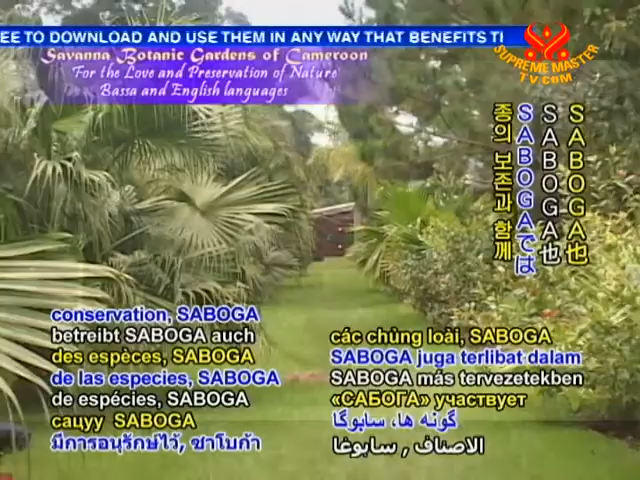 EE TO DOWNLOAD AND USE THEM IN ANY WAY THAT BENEFITS T
SUPREME MASTER
TV.COM
Savanna Botanic Gardens of Cameroon
For the Love and Preservation of Nature
Bassa and English languages
SABOGA也
SABOGA也
SABOGAでは
종의 보존과 함께
conservation, SABOGA
betreibt SABOGA auch
des espèces, SABOGA
de las especies, SABOGA
de espécies, SABOGA
сацуу SABOGA
มีการอนุรักษ์ไว้, ซาโบก้า
các chủng loài, SABOGA
SABOGA juga terlibat dalam
SABOGA más tervezetekben
«САБОГА» участвует
گونه ها، سابوگا
الاصناف , سابوغا